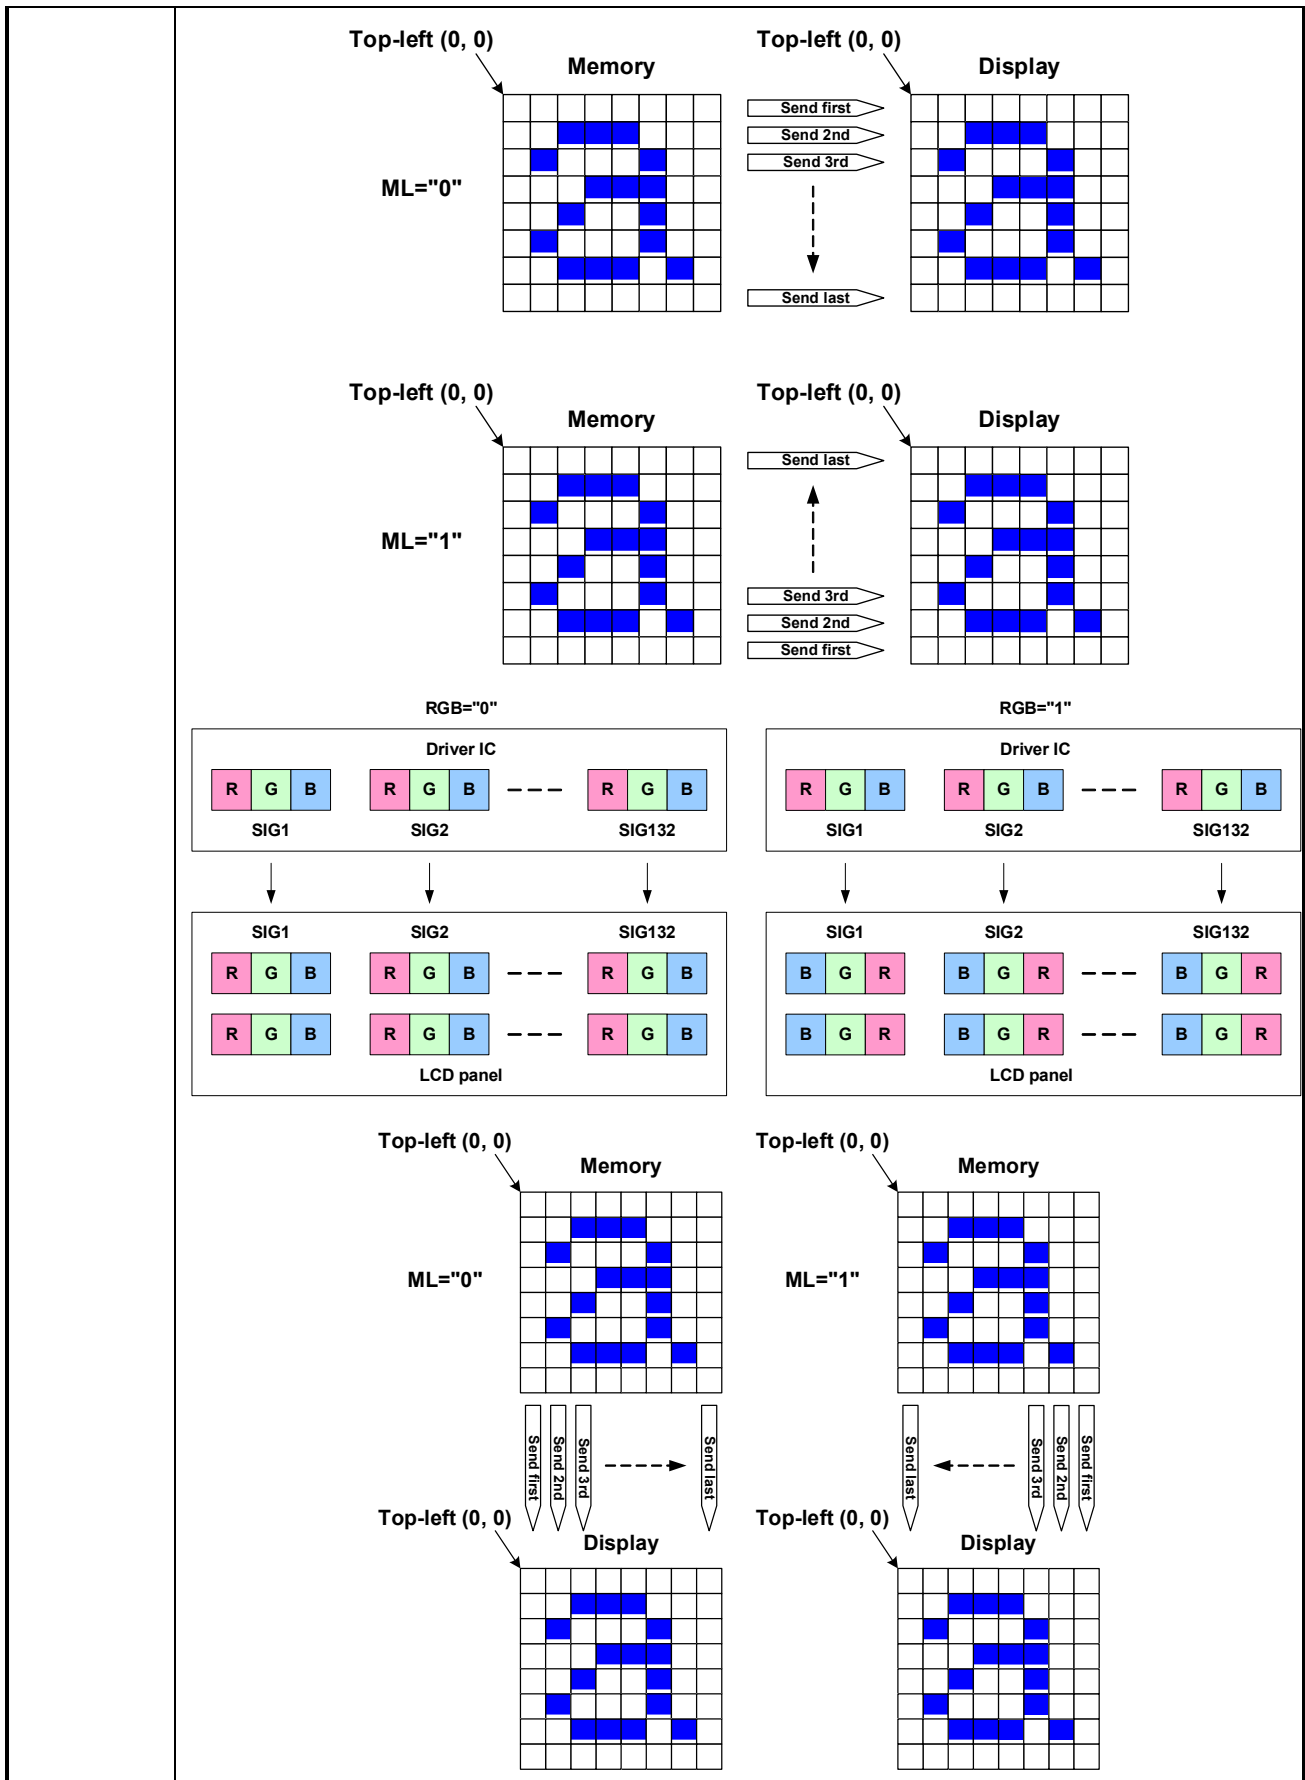 Top-left (0, 0) Top-left (0, 0)
Memory Display
Send first
Send 2nd
Send 3rd
ML="0"
Send last
Top-left (0, 0) Top-left (0, 0)
Memory Display
Send last
ML="1"
Send 3rd
Send 2nd
Send first
RGB="0" RGB="1"
Driver IC Driver IC
R G B R G B R G B R G B R G B R G B
SIG1 SIG2 SIG132 SIG1 SIG2 SIG132
SIG1 SIG2 SIG132 SIG1 SIG2 SIG132
R G B R G B R G B B G R B G R B G R
R G B R G B R G B B G R B G R B G R
LCD panel LCD panel
Top-left (0, 0) Top-left (0, 0)
Memory Memory
ML="0" ML="1"
Send first Send 2nd Send 3rd Send last Send last Send 3rd Send 2nd Send first
Top-left (0, 0) Top-left (0, 0)
Display Display